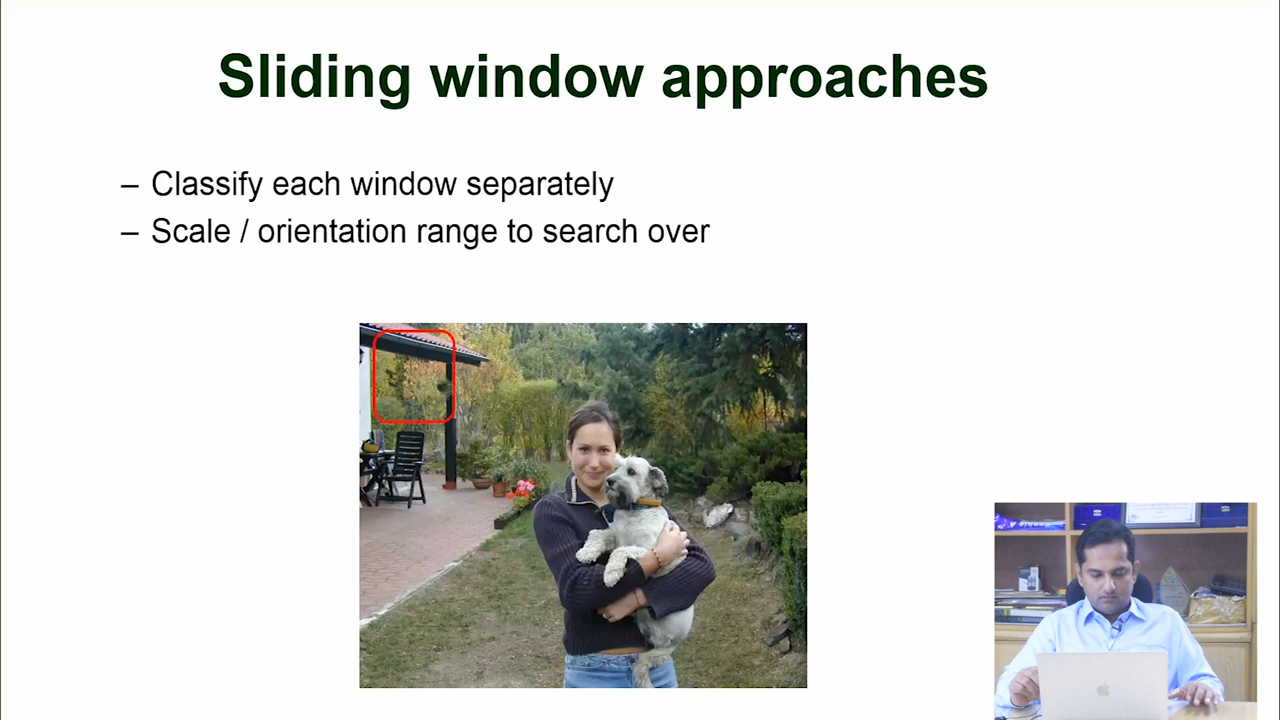 Sliding window approaches
– Classify each window separately
– Scale / orientation range to search over